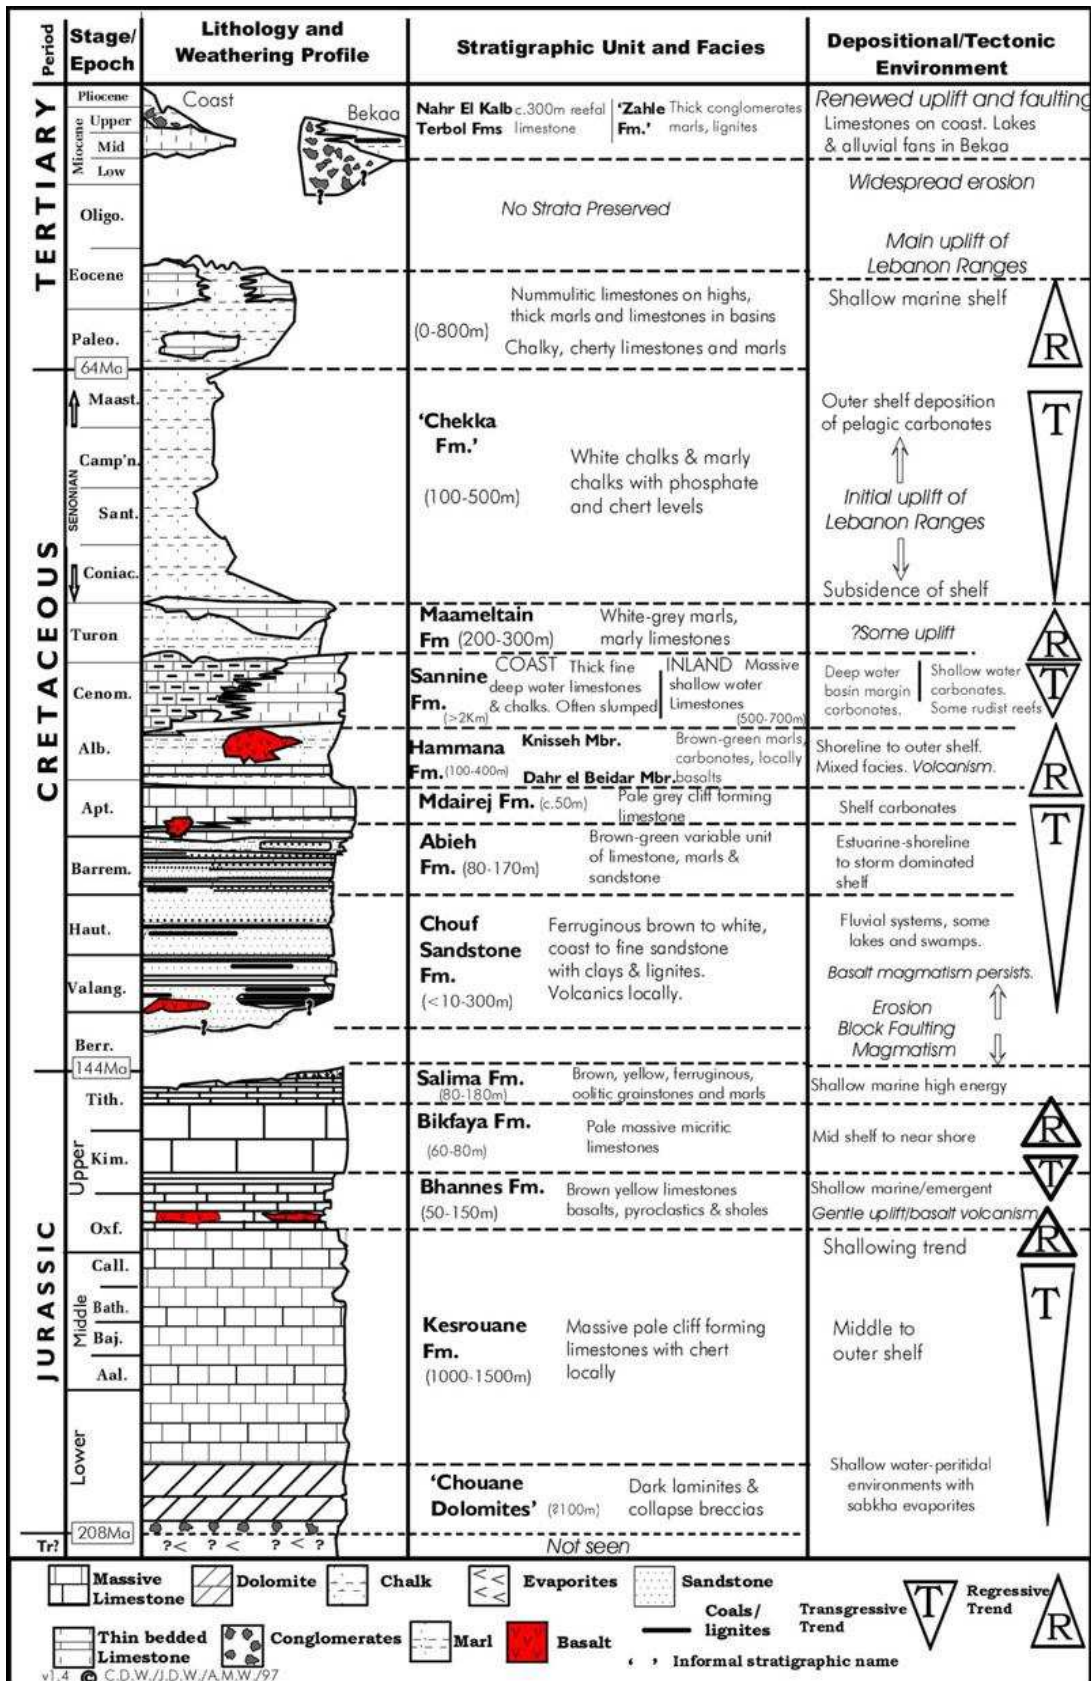 Period
Stage/
Epoch
Lithology and
Weathering Profile
Stratigraphic Unit and Facies
Depositional/Tectonic
Environment
TERTIARY
Pliocene
Miocene
Upper
Mid
Low
Oligo.
Eocene
Paleo.
64Ma
Coast
Bekaa
?
?
Nahr El Kalb c.300m reefal
Terbol Fms limestone
'Zahle Thick conglomerates
Fm.' marls, lignites
Renewed uplift and faulting
Limestones on coast. Lakes
& alluvial fans in Bekaa
No Strata Preserved
Widespread erosion
Main uplift of
Lebanon Ranges
(0-800m)
Nummulitic limestones on highs,
thick marls and limestones in basins
Chalky, cherty limestones and marls
Shallow marine shelf
R
CRETACEOUS
SENONIAN
Maast.
Camp'n.
Sant.
Coniac.
'Chekka
Fm.'
(100-500m)
White chalks & marly
chalks with phosphate
and chert levels
Outer shelf deposition
of pelagic carbonates
Initial uplift of
Lebanon Ranges
Subsidence of shelf
T
Turon
Maameltain
Fm (200-300m)
White-grey marls,
marly limestones
?Some uplift
R
Cenom.
Sannine
Fm.
(>2Km)
COAST Thick fine
deep water limestones
& chalks. Often slumped
INLAND Massive
shallow water
Limestones
(500-700m)
Deep water
basin margin
carbonates.
Shallow water
carbonates.
Some rudist reefs
T
Alb.
Hammana
Fm. (100-400m)
Knisseh Mbr.
Dahr el Beidar Mbr.
Brown-green marls,
carbonates, locally
basalts
Shoreline to outer shelf.
Mixed facies. Volcanism.
R
Apt.
Mdairej Fm. (c.50m)
Pale grey cliff forming
limestone
Shelf carbonates
T
Barrem.
Abieh
Fm. (80-170m)
Brown-green variable unit
of limestone, marls &
sandstone
Estuarine-shoreline
to storm dominated
shelf
Haut.
Valang.
Berr.
144Ma
?
?
Chouf
Sandstone
Fm.
(<10-300m)
Ferruginous brown to white,
coast to fine sandstone
with clays & lignites.
Volcanics locally.
Fluvial systems, some
lakes and swamps.
Basalt magmatism persists.
Erosion
Block Faulting
Magmatism
JURASSIC
Upper
Tith.
Kim.
Oxf.
Salima Fm.
(80-180m)
Brown, yellow, ferruginous,
oolitic grainstones and marls
Shallow marine high energy
Bikfaya Fm.
(60-80m)
Pale massive micritic
limestones
Mid shelf to near shore
R
Bhannes Fm.
(50-150m)
Brown yellow limestones
basalts, pyroclastics & shales
Shallow marine/emergent
Gentle uplift/basalt volcanism
T
R
Middle
Call.
Bath.
Baj.
Aal.
Lower
Kesrouane
Fm.
(1000-1500m)
Massive pale cliff forming
limestones with chert
locally
Shallowing trend
Middle to
outer shelf
T
'Chouane
Dolomites' (?100m)
Dark laminites &
collapse breccias
Shallow water-peritidal
environments with
sabkha evaporites
208Ma
Tr?
? ? ? ?
Not seen
Massive
Limestone
Dolomite
Chalk
Evaporites
Sandstone
Coals/
lignites
Transgressive
Trend
T
Regressive
Trend
R
Thin bedded
Limestone
Conglomerates
Marl
Basalt
' ' Informal stratigraphic name
v1.4 © C.D.W./J.D.W./A.M.W./97